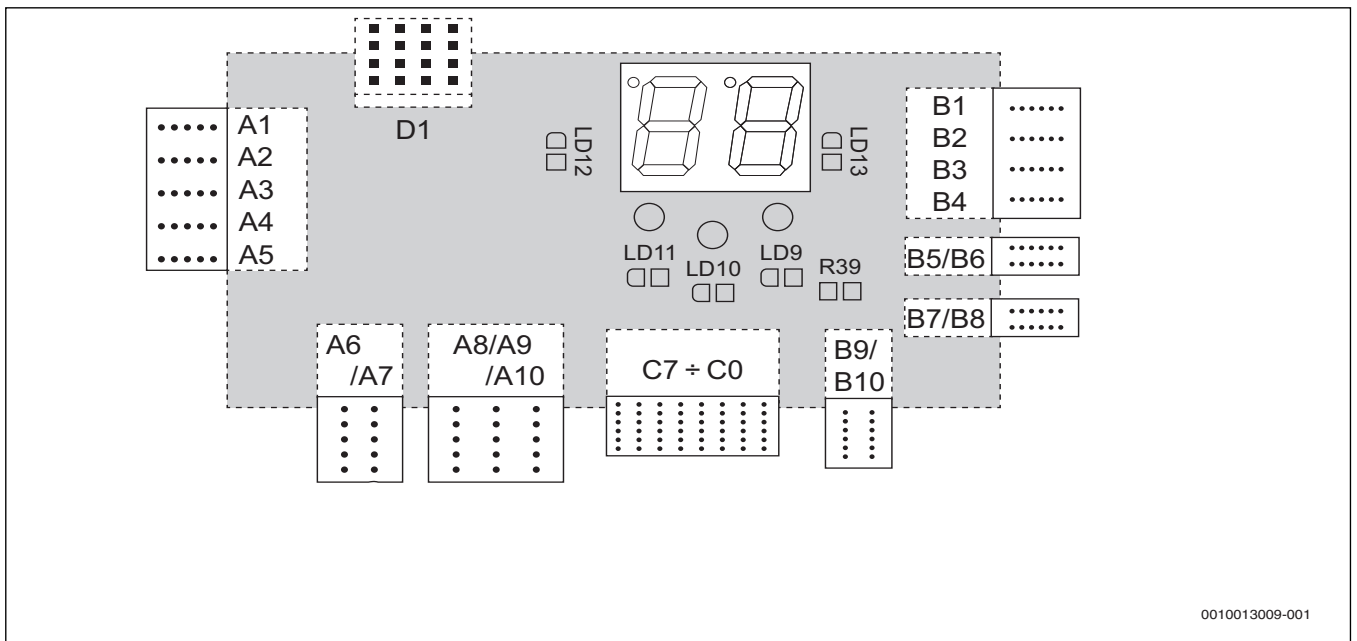 D1
A1
A2
A3
A4
A5
LD12
LD13
B1
B2
B3
B4
LD11
LD10
LD9
R39
B5/B6
B7/B8
A6
/A7
A8/A9
/A10
C7 ÷ C0
B9/
B10
0010013009-001